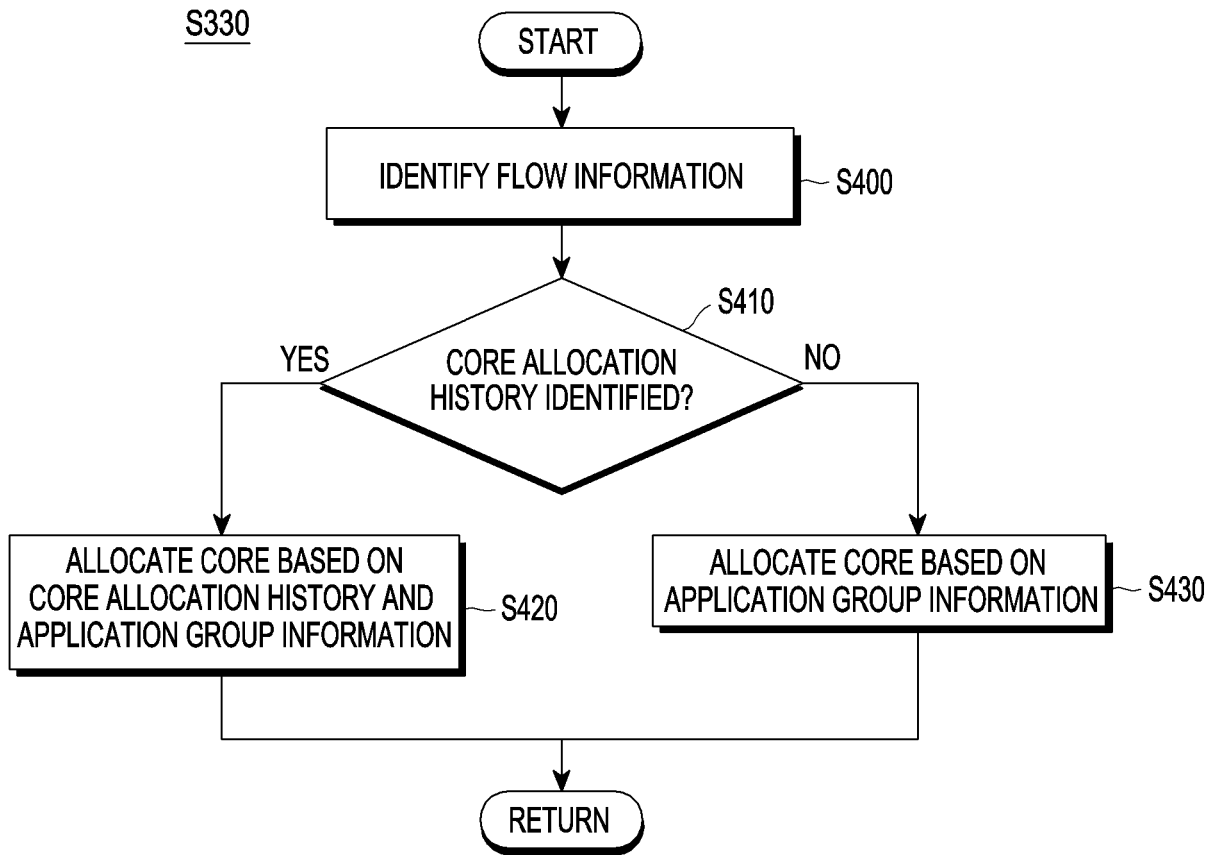 S330
START
IDENTIFY FLOW INFORMATION
S400
S410
YES
CORE ALLOCATION
HISTORY IDENTIFIED?
NO
ALLOCATE CORE BASED ON
CORE ALLOCATION HISTORY AND
APPLICATION GROUP INFORMATION
S420
ALLOCATE CORE BASED ON
APPLICATION GROUP INFORMATION
S430
RETURN